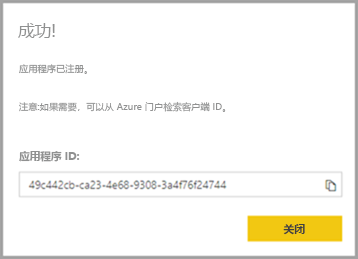 成功!
应用程序已注册。
注意:如果需要，可以从 Azure 门户检索客户端 ID。
应用程序 ID:
49c442cb-ca23-4e68-9308-3a4f76f24744
关闭